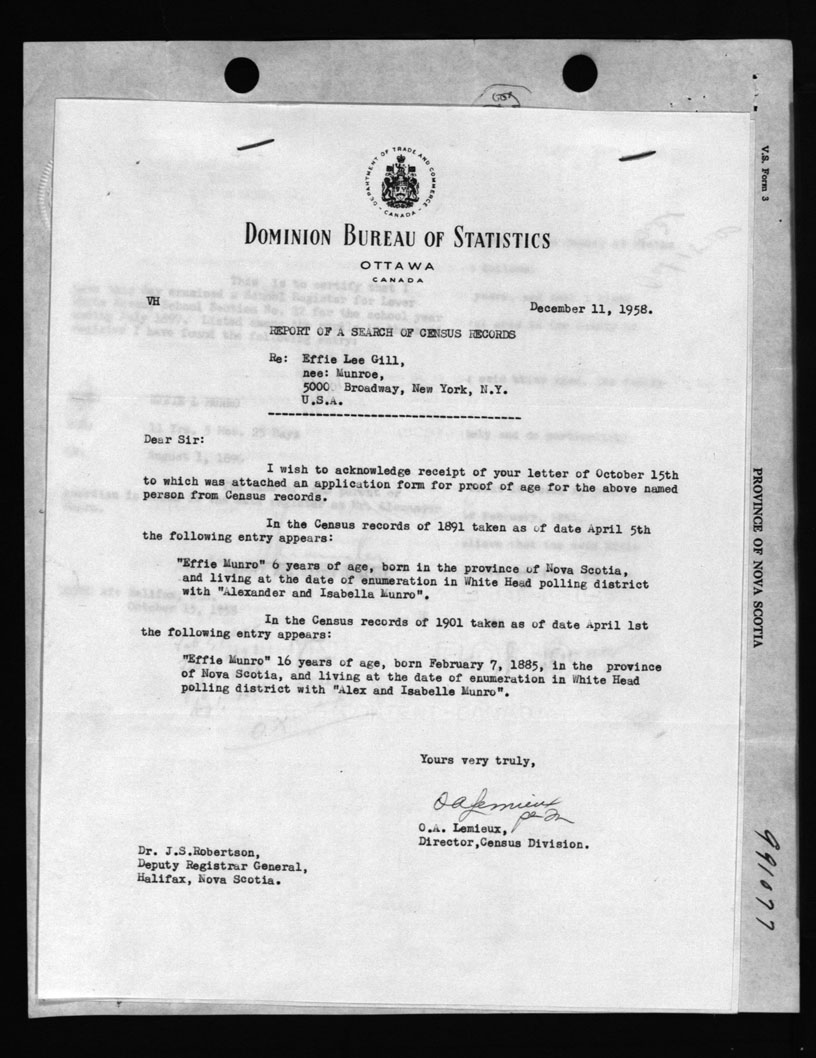 DEPARTMENT OF TRADE AND COMMERCE
CANADA
DOMINION BUREAU OF STATISTICS
OTTAWA
CANADA
VH
December 11, 1958.
REPORT OF A SEARCH OF CENSUS RECORDS
Re: Effie Lee Gill,
nee: Munroe,
5000 Broadway, New York, N.Y.
U.S.A.
Dear Sir:
I wish to acknowledge receipt of your letter of October 15th
to which was attached an application form for proof of age for the above named
person from Census records.
In the Census records of 1891 taken as of date April 5th
the following entry appears:
"Effie Munro" 6 years of age, born in the province of Nova Scotia,
and living at the date of enumeration in White Head polling district
with "Alexander and Isabella Munro".
In the Census records of 1901 taken as of date April 1st
the following entry appears:
"Effie Munro" 16 years of age, born February 7, 1885, in the province
of Nova Scotia, and living at the date of enumeration in White Head
polling district with "Alex and Isabelle Munro".
Yours very truly,
O A Lemieux
per
O.A. Lemieux,
Director,Census Division.
Dr. J.S.Robertson,
Deputy Registrar General,
Halifax, Nova Scotia.
V.S. Form 3
PROVINCE OF NOVA SCOTIA
991077